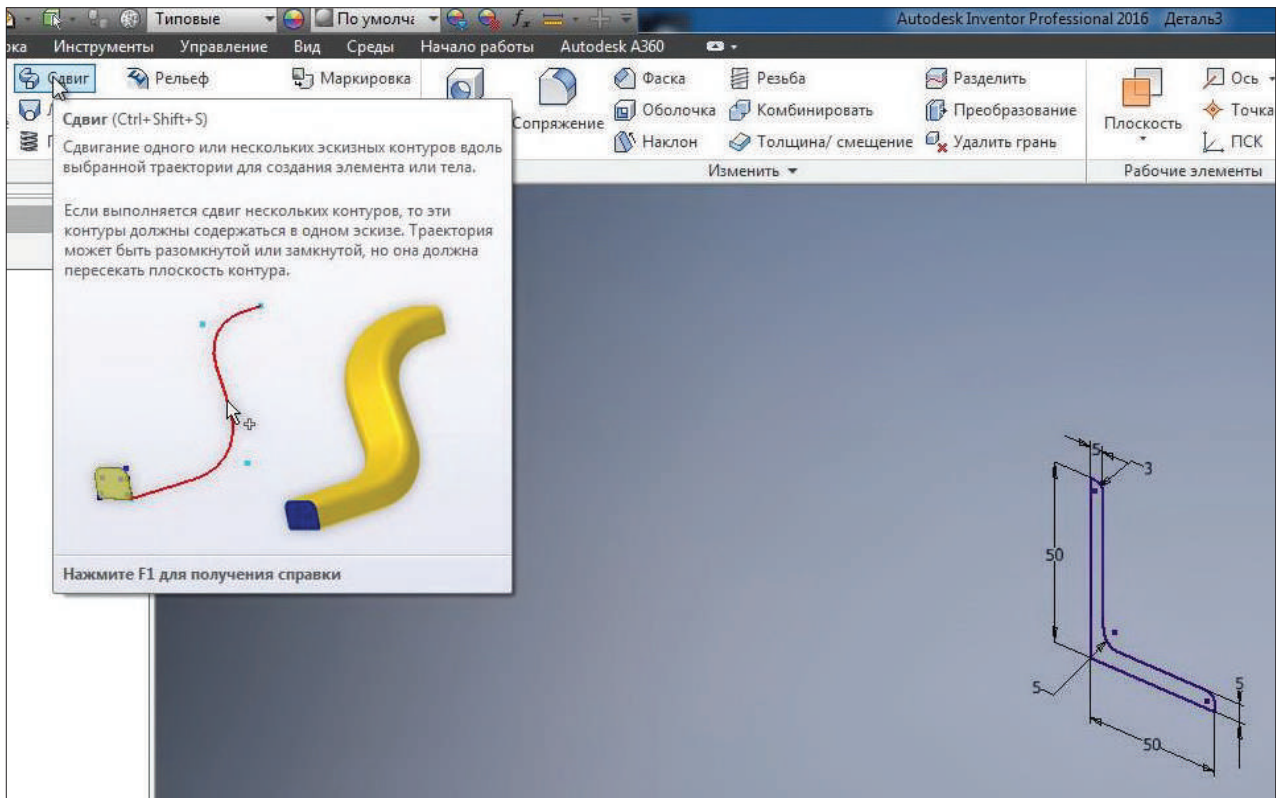 Типовые По умолча fx Autodesk Inventor Professional 2016 Деталь3
рка Инструменты Управление Вид Среды Начало работы Autodesk A360
Сдвиг Рельеф Маркировка Фаска Резьба Разделить Ось
Сопряжение Оболочка Комбинировать Преобразование Плоскость Точка
Наклон Толщина/ смещение Удалить грань ПСК
Изменить Рабочие элементы
Сдвиг (Ctrl+Shift+S)
Сдвигание одного или нескольких эскизных контуров вдоль
выбранной траектории для создания элемента или тела.
Если выполняется сдвиг нескольких контуров, то эти
контуры должны содержаться в одном эскизе. Траектория
может быть разомкнутой или замкнутой, но она должна
пересекать плоскость контура.
Нажмите F1 для получения справки
5
3
50
5
5
50